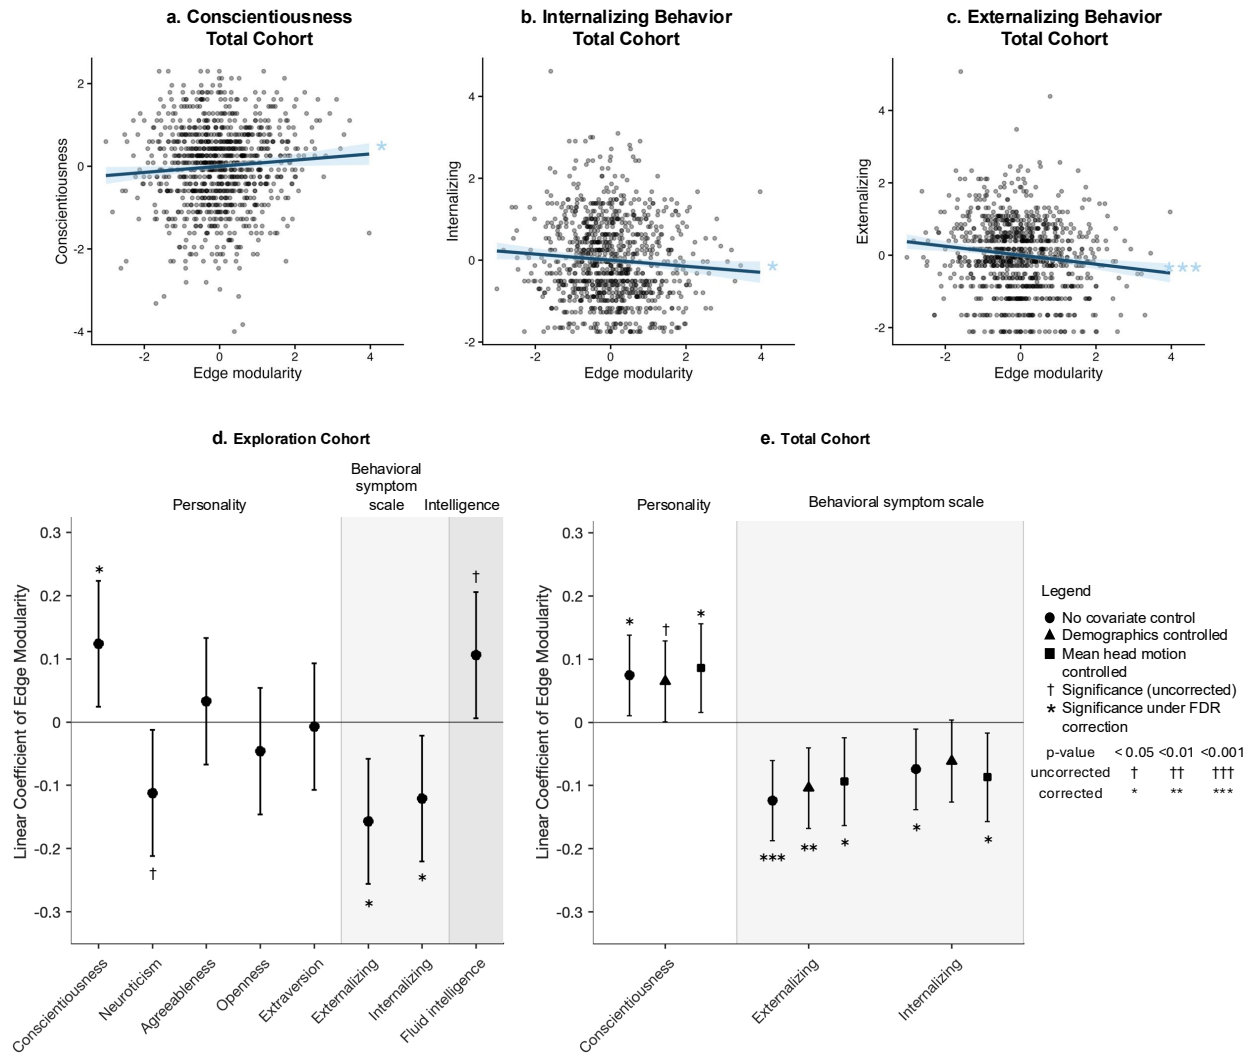 a. Conscientiousness
Total Cohort
b. Internalizing Behavior
Total Cohort
c. Externalizing Behavior
Total Cohort
Conscientiousness
2
0
-2
-4
-2
0
2
4
Edge modularity
*
Internalizing
4
2
0
-2
-2
0
2
4
Edge modularity
*
Externalizing
4
2
0
-2
-2
0
2
4
Edge modularity
***
d. Exploration Cohort
Personality
Behavioral
symptom
scale
Intelligence
Linear Coefficient of Edge Modularity
0.3
0.2
0.1
0
-0.1
-0.2
-0.3
*
†
*
*
†
Conscientiousness
Neuroticism
Agreeableness
Openness
Extraversion
Externalizing
Internalizing
Fluid intelligence
e. Total Cohort
Personality
Behavioral symptom scale
Linear Coefficient of Edge Modularity
0.3
0.2
0.1
0
-0.1
-0.2
-0.3
*
†
*
***
**
*
*
*
Conscientiousness
Externalizing
Internalizing
Legend
No covariate control
Demographics controlled
Mean head motion
controlled
† Significance (uncorrected)
* Significance under FDR
correction
p-value < 0.05 <0.01 <0.001
uncorrected † †† †††
corrected * ** ***